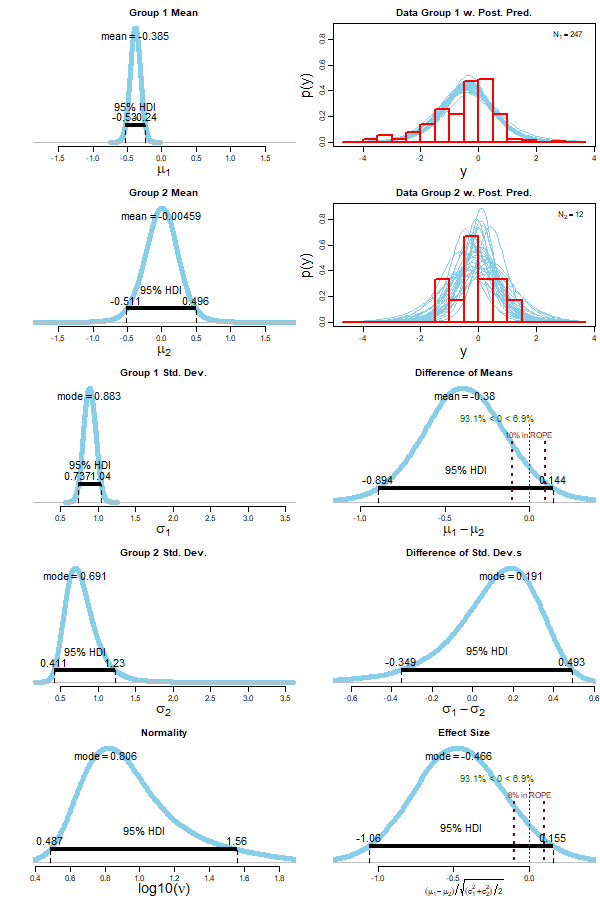 Group 1 Mean
mean = -0.385
95% HDI
-0.53
-0.24
-1.5 -1.0 -0.5 0.0 0.5 1.0 1.5
μ1
Data Group 1 w. Post. Pred.
N1 = 247
p(y)
0.0 0.2 0.4 0.6 0.8
-4 -2 0 2 4
y
Group 2 Mean
mean = -0.00459
95% HDI
-0.511
0.496
-1.5 -1.0 -0.5 0.0 0.5 1.0 1.5
μ2
Data Group 2 w. Post. Pred.
N2 = 12
p(y)
0.0 0.2 0.4 0.6 0.8
-4 -2 0 2 4
y
Group 1 Std. Dev.
mode = 0.883
95% HDI
0.737
1.04
0.5 1.0 1.5 2.0 2.5 3.0 3.5
σ1
Difference of Means
mean = -0.38
93.1% < 0 < 6.9%
10% in ROPE
95% HDI
-0.894
0.144
-1.0 -0.5 0.0
μ1 − μ2
Group 2 Std. Dev.
mode = 0.691
95% HDI
0.411
1.23
0.5 1.0 1.5 2.0 2.5 3.0 3.5
σ2
Difference of Std. Dev.s
mode = 0.191
95% HDI
-0.349
0.493
-0.6 -0.4 -0.2 0.0 0.2 0.4 0.6
σ1 − σ2
Normality
mode = 0.806
95% HDI
0.487
1.56
0.4 0.6 0.8 1.0 1.2 1.4 1.6 1.8
log10(ν)
Effect Size
mode = -0.466
93.1% < 0 < 6.9%
8% in ROPE
95% HDI
-1.06
0.155
-1.0 -0.5 0.0
(μ1 − μ2)/√(σ1² + σ2²)/2